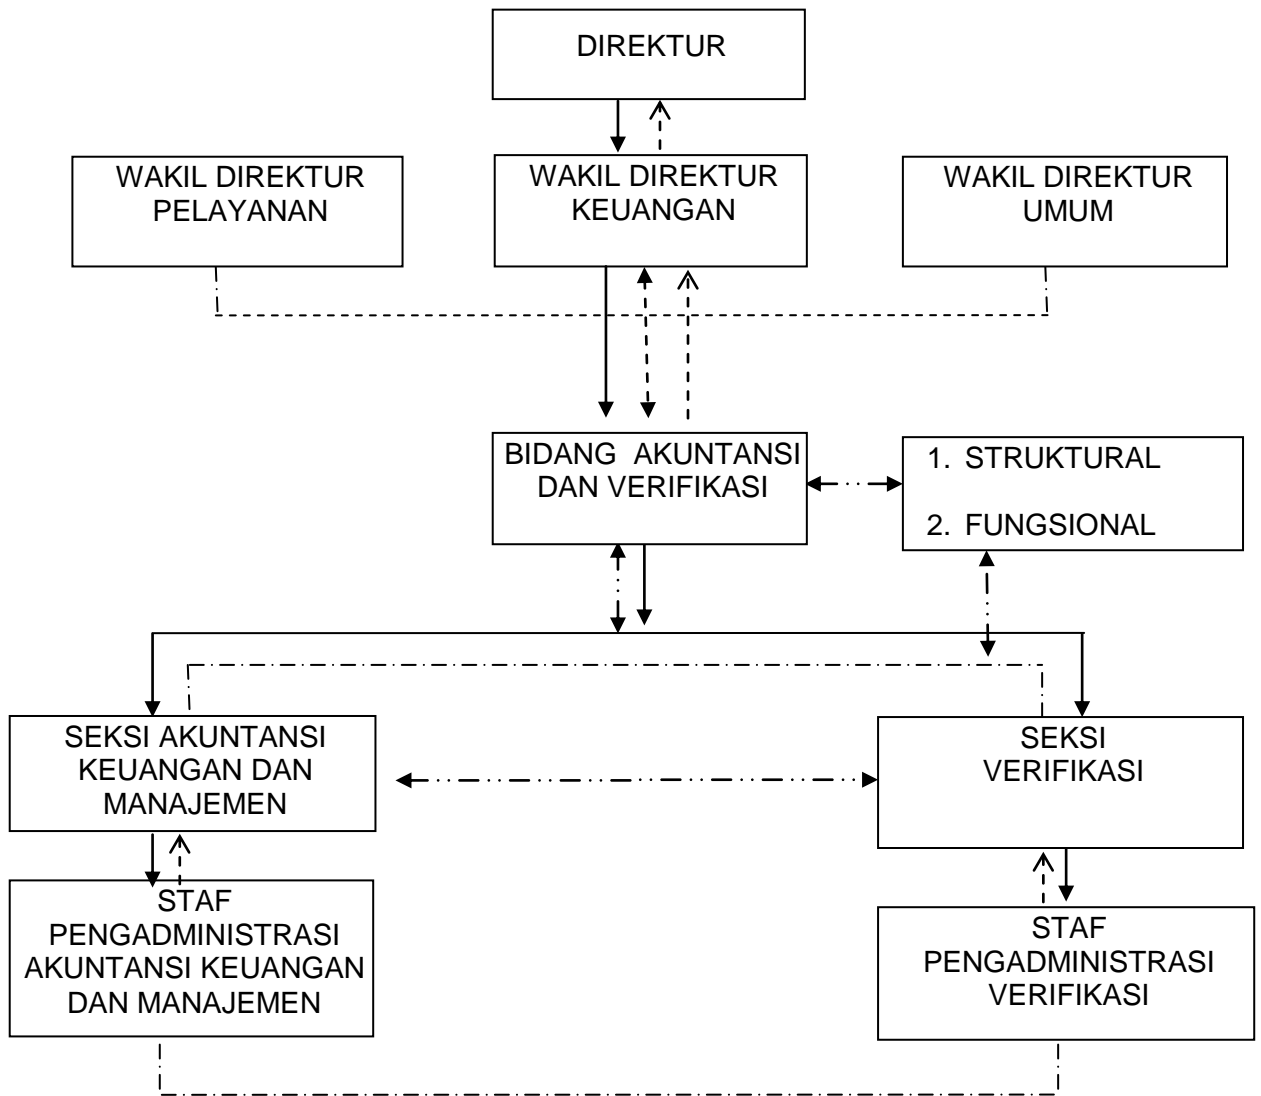 DIREKTUR
WAKIL DIREKTUR
PELAYANAN
WAKIL DIREKTUR
KEUANGAN
WAKIL DIREKTUR
UMUM
BIDANG AKUNTANSI
DAN VERIFIKASI
1. STRUKTURAL
2. FUNGSIONAL
SEKSI AKUNTANSI
KEUANGAN DAN
MANAJEMEN
SEKSI
VERIFIKASI
STAF
PENGADMINISTRASI
AKUNTANSI KEUANGAN
DAN MANAJEMEN
STAF
PENGADMINISTRASI
VERIFIKASI